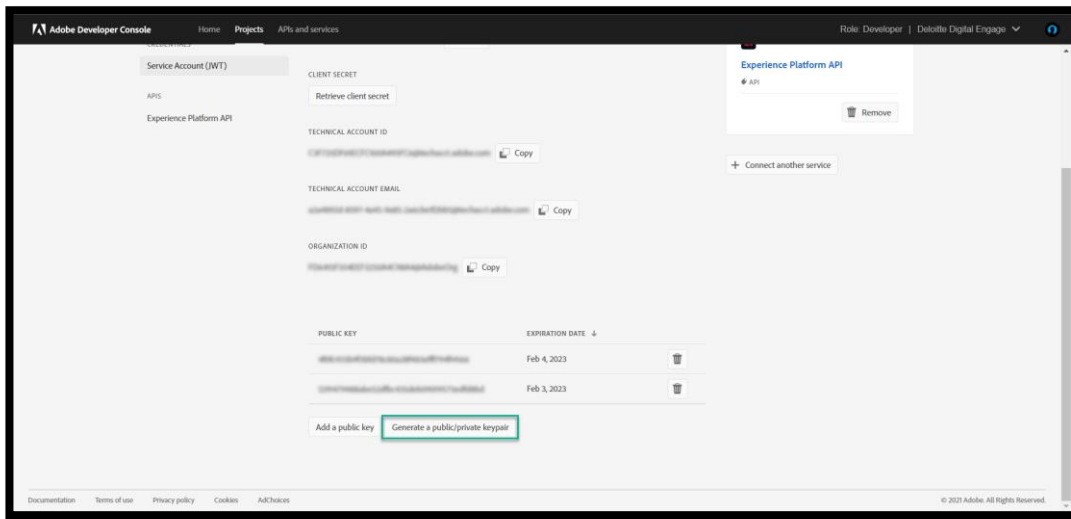 Adobe Developer Console Home Projects APIs and services Role: Developer | Deloitte Digital Engage
CREDENTIALS
Service Account (JWT)
APIS
Experience Platform API
CLIENT SECRET
Retrieve client secret
TECHNICAL ACCOUNT ID
Copy
TECHNICAL ACCOUNT EMAIL
Copy
ORGANIZATION ID
Copy
PUBLIC KEY EXPIRATION DATE ↓
Feb 4, 2023
Feb 3, 2023
Add a public key Generate a public/private keypair
Experience Platform API
API
Remove
+ Connect another service
Documentation Terms of use Privacy policy Cookies AdChoices © 2021 Adobe. All Rights Reserved.